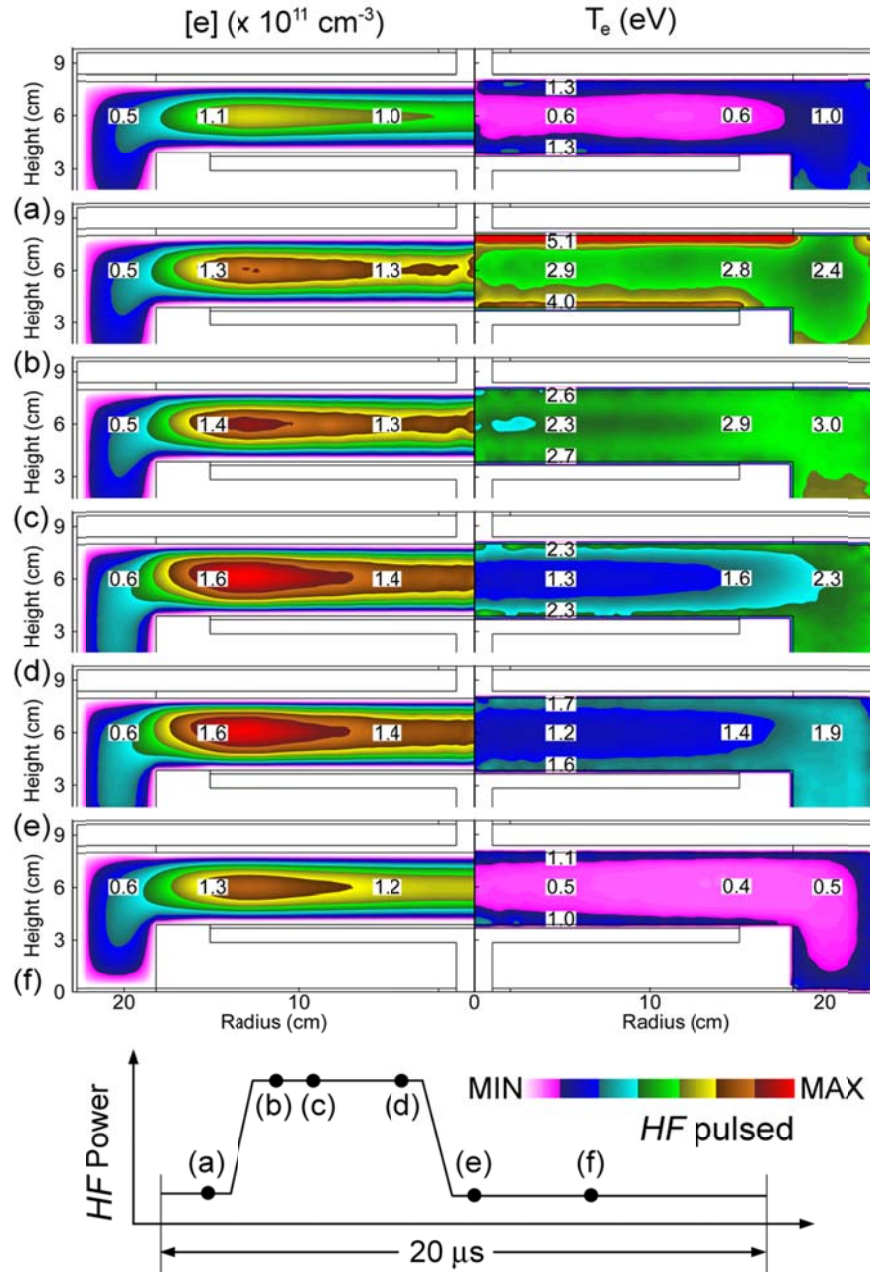 [e] (x 10¹¹ cm⁻³)
Tₑ (eV)
9
6
3
Height (cm)
0.5
1.1
1.0
1.3
0.6
0.6
1.0
1.3
(a)
9
6
3
Height (cm)
0.5
1.3
1.3
5.1
2.9
2.8
2.4
4.0
(b)
9
6
3
Height (cm)
0.5
1.4
1.3
2.6
2.3
2.9
3.0
2.7
(c)
9
6
3
Height (cm)
0.6
1.6
1.4
2.3
1.3
1.6
2.3
2.3
(d)
9
6
3
Height (cm)
0.6
1.6
1.4
1.7
1.2
1.4
1.9
1.6
(e)
9
6
3
0
Height (cm)
0.6
1.3
1.2
1.1
0.5
0.4
0.5
1.0
(f)
20
10
0
10
20
Radius (cm)
Radius (cm)
HF Power
(a)
(b)
(c)
(d)
(e)
(f)
MIN
MAX
HF pulsed
20 μs